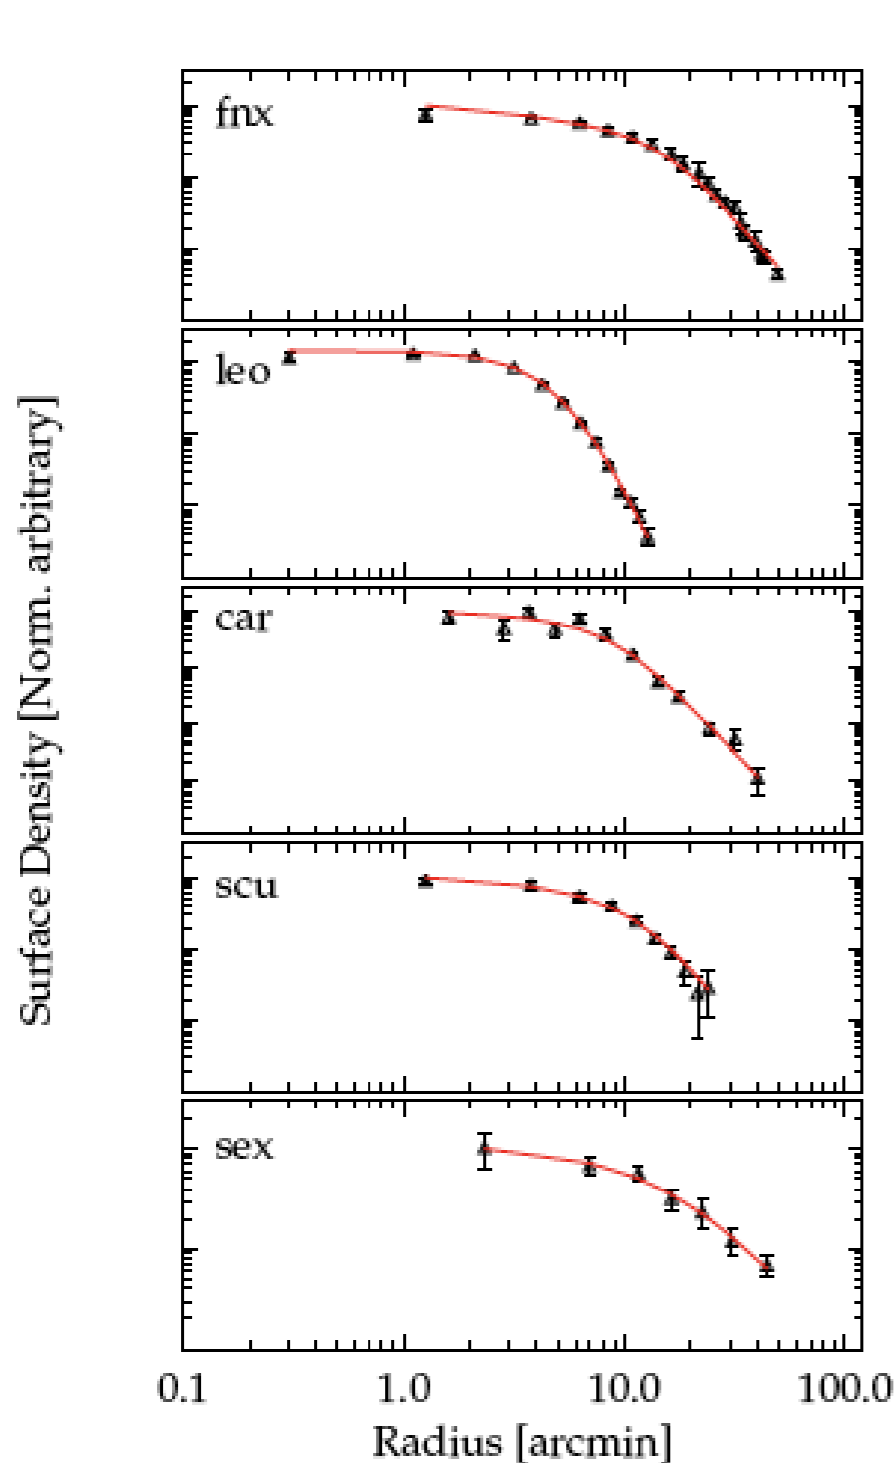 fnx
leo
car
scu
sex
Surface Density [Norm. arbitrary]
0.1 1.0 10.0 100.0
Radius [arcmin]